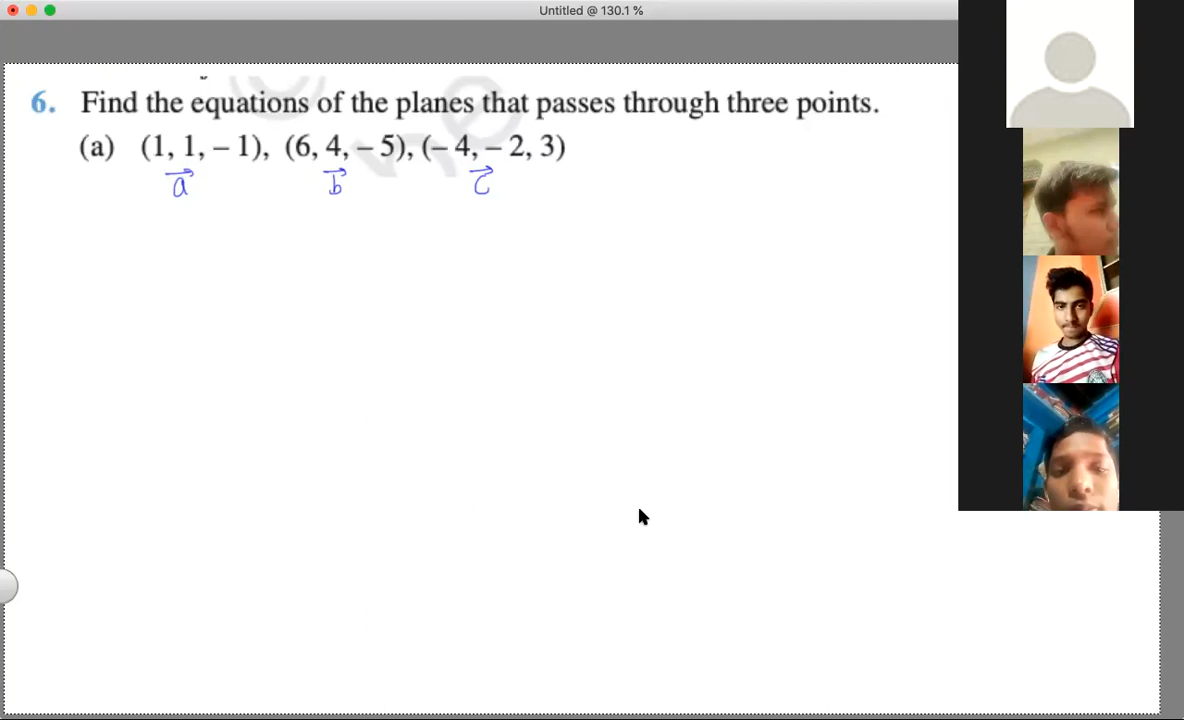 Untitled @ 130.1 %
6. Find the equations of the planes that passes through three points.
(a) (1, 1, – 1), (6, 4, – 5), (– 4, – 2, 3)
a⃗ b⃗ c⃗